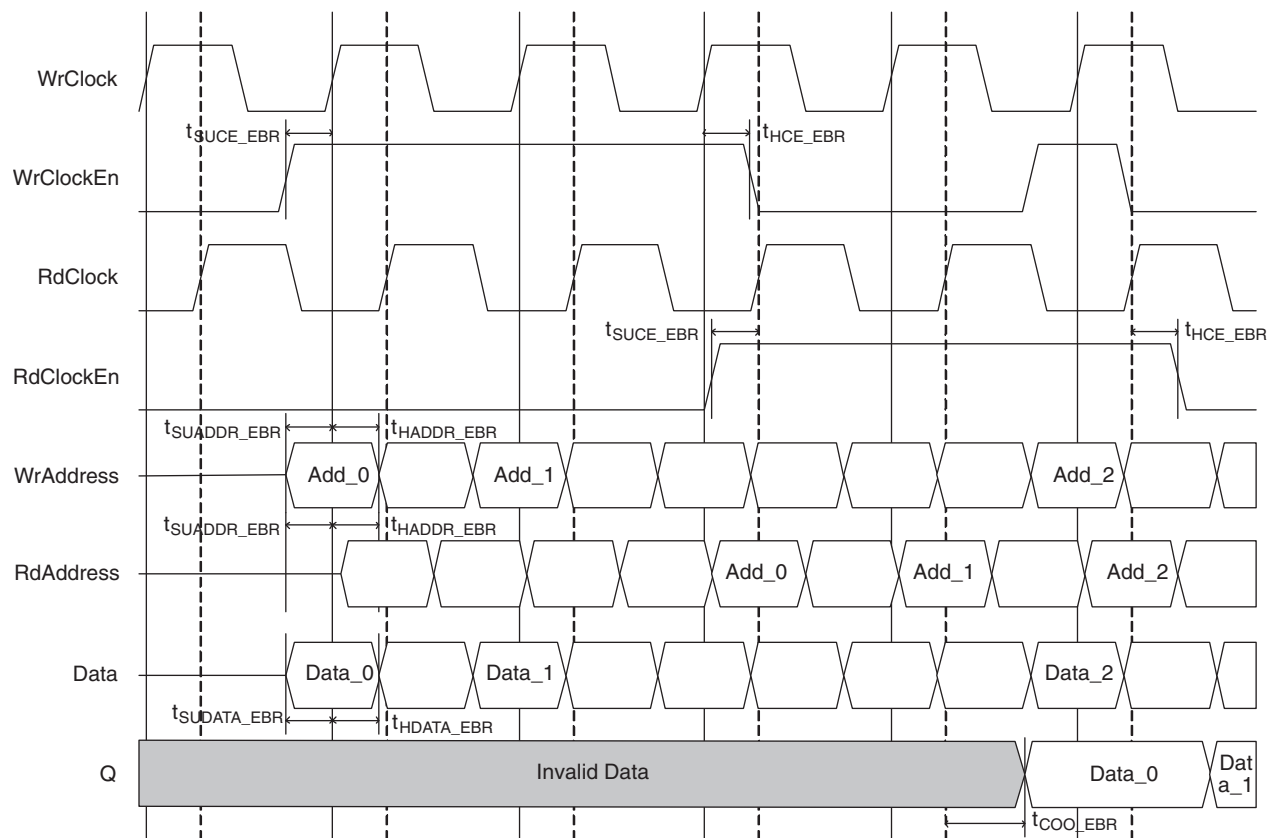 WrClock
tSUCE_EBR
tHCE_EBR
WrClockEn
RdClock
tSUCE_EBR
tHCE_EBR
RdClockEn
tSUADDR_EBR
tHADDR_EBR
WrAddress
Add_0
Add_1
Add_2
tSUADDR_EBR
tHADDR_EBR
RdAddress
Add_0
Add_1
Add_2
Data
Data_0
Data_1
Data_2
tSUDATA_EBR
tHDATA_EBR
Q
Invalid Data
Data_0
Dat
a_1
tCOO_EBR